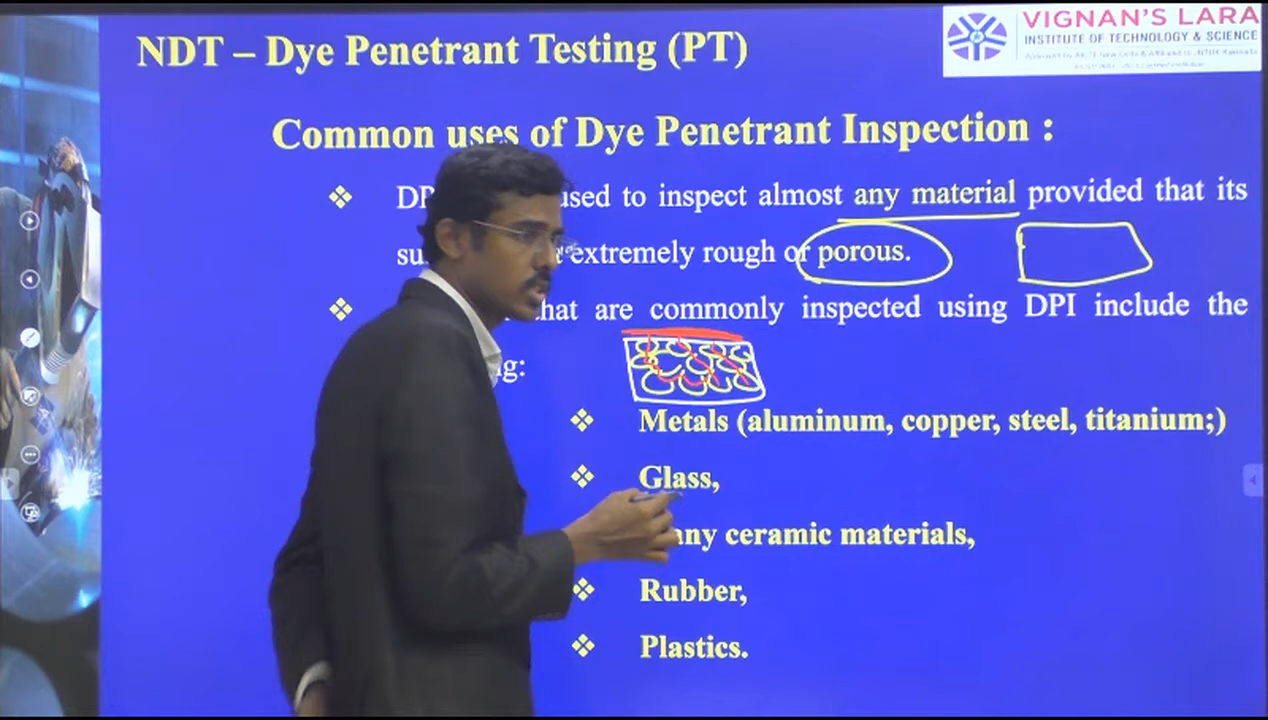 NDT – Dye Penetrant Testing (PT)
VIGNAN'S LARA
INSTITUTE OF TECHNOLOGY & SCIENCE
Common uses of Dye Penetrant Inspection :
❖ DP used to inspect almost any material provided that its
su extremely rough or porous.
❖ that are commonly inspected using DPI include the
g:
❖ Metals (aluminum, copper, steel, titanium;)
❖ Glass,
any ceramic materials,
❖ Rubber,
❖ Plastics.